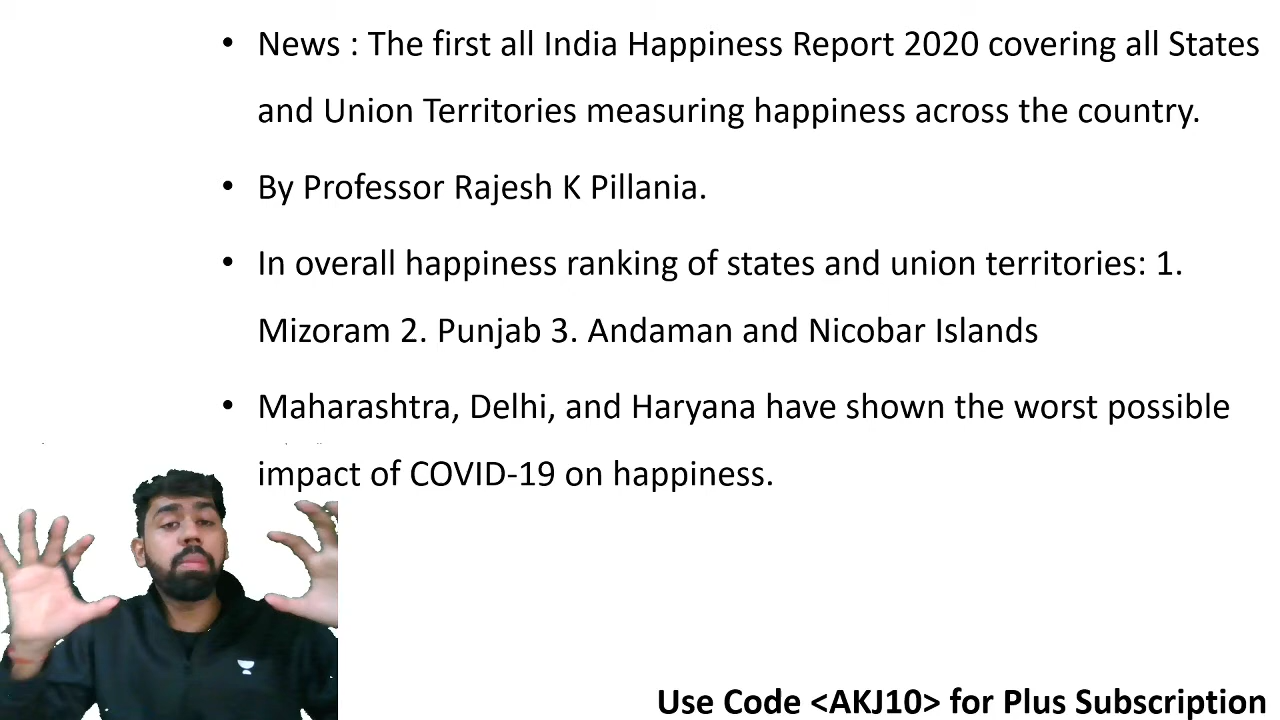 • News : The first all India Happiness Report 2020 covering all States
and Union Territories measuring happiness across the country.
• By Professor Rajesh K Pillania.
• In overall happiness ranking of states and union territories: 1.
Mizoram 2. Punjab 3. Andaman and Nicobar Islands
• Maharashtra, Delhi, and Haryana have shown the worst possible
impact of COVID-19 on happiness.
Use Code <AKJ10> for Plus Subscription